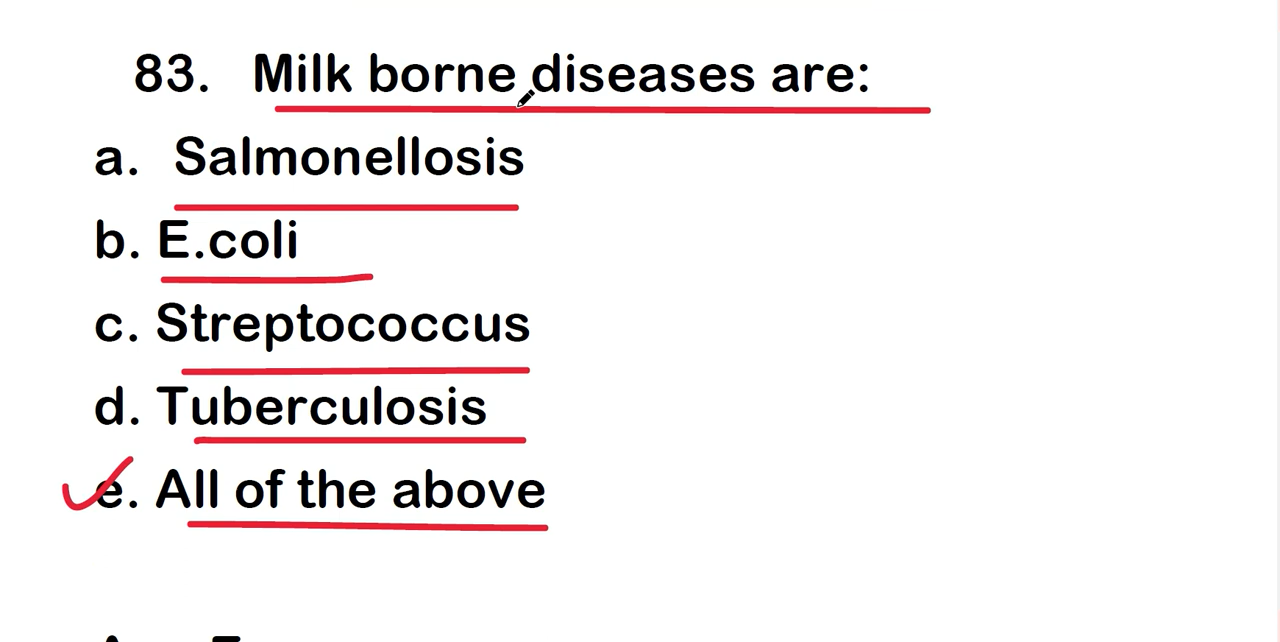 83. Milk borne diseases are:
a. Salmonellosis
b. E.coli
c. Streptococcus
d. Tuberculosis
e. All of the above